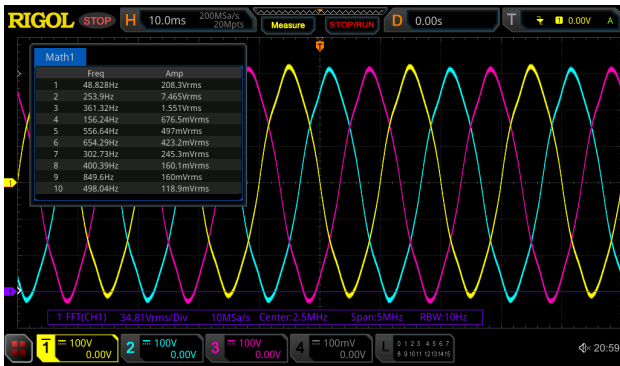 RIGOL STOP H 10.0ms 200MSa/s 20Mpts Measure STOP/RUN D 0.00s T 1 0.00V A
T
Math1
Freq Amp
1 48.828Hz 208.3Vrms
2 253.9Hz 7.465Vrms
3 361.32Hz 1.551Vrms
4 156.24Hz 676.5mVrms
5 556.64Hz 497mVrms
6 654.29Hz 423.2mVrms
7 302.73Hz 245.3mVrms
8 400.39Hz 160.1mVrms
9 849.6Hz 160mVrms
10 498.04Hz 118.9mVrms
1
1
1 FFT(CH1) 34.81Vrms/Div 10MSa/s Center:2.5MHz Span:5MHz RBW:10Hz
1 100V 0.00V 2 100V 0.00V 3 100V 0.00V 4 100mV 0.00V L 0 1 2 3 4 5 6 7 8 9 10 11 12 13 14 15 20:59